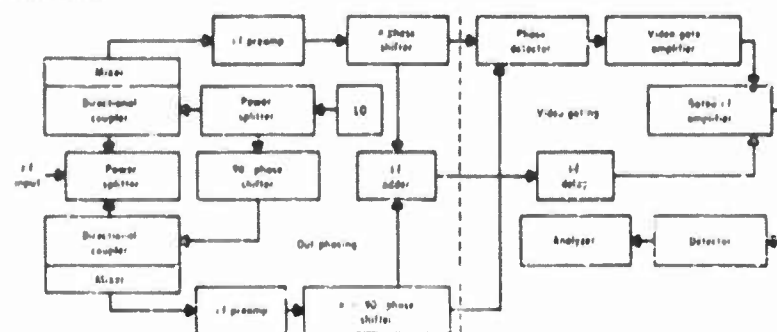 i f preamp
phase
shifter
Phase
detector
Video gate
amplifier
Mixer
Directional
coupler
Power
splitter
LO
Video gating
Gated i f
amplifier
r f
input
Power
splitter
90 phase
shifter
i f
adder
i f
delay
Directional
coupler
Mixer
Out phasing
Analyzer
Detector
i f preamp
90 phase
shifter